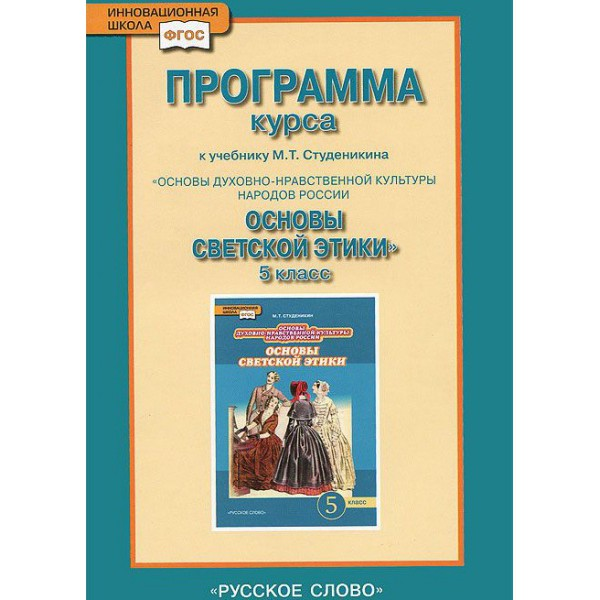 ИННОВАЦИОННАЯ
ШКОЛА
ФГОС
ПРОГРАММА
курса
к учебнику М.Т. Студеникина
«ОСНОВЫ ДУХОВНО-НРАВСТВЕННОЙ КУЛЬТУРЫ
НАРОДОВ РОССИИ
ОСНОВЫ
СВЕТСКОЙ ЭТИКИ»
5 класс
ИННОВАЦИОННАЯ
ШКОЛА
ФГОС
М.Т. СТУДЕНИКИН
ОСНОВЫ
ДУХОВНО-НРАВСТВЕННОЙ КУЛЬТУРЫ
НАРОДОВ РОССИИ
ОСНОВЫ
СВЕТСКОЙ ЭТИКИ
«РУССКОЕ СЛОВО»
5 класс
«РУССКОЕ СЛОВО»